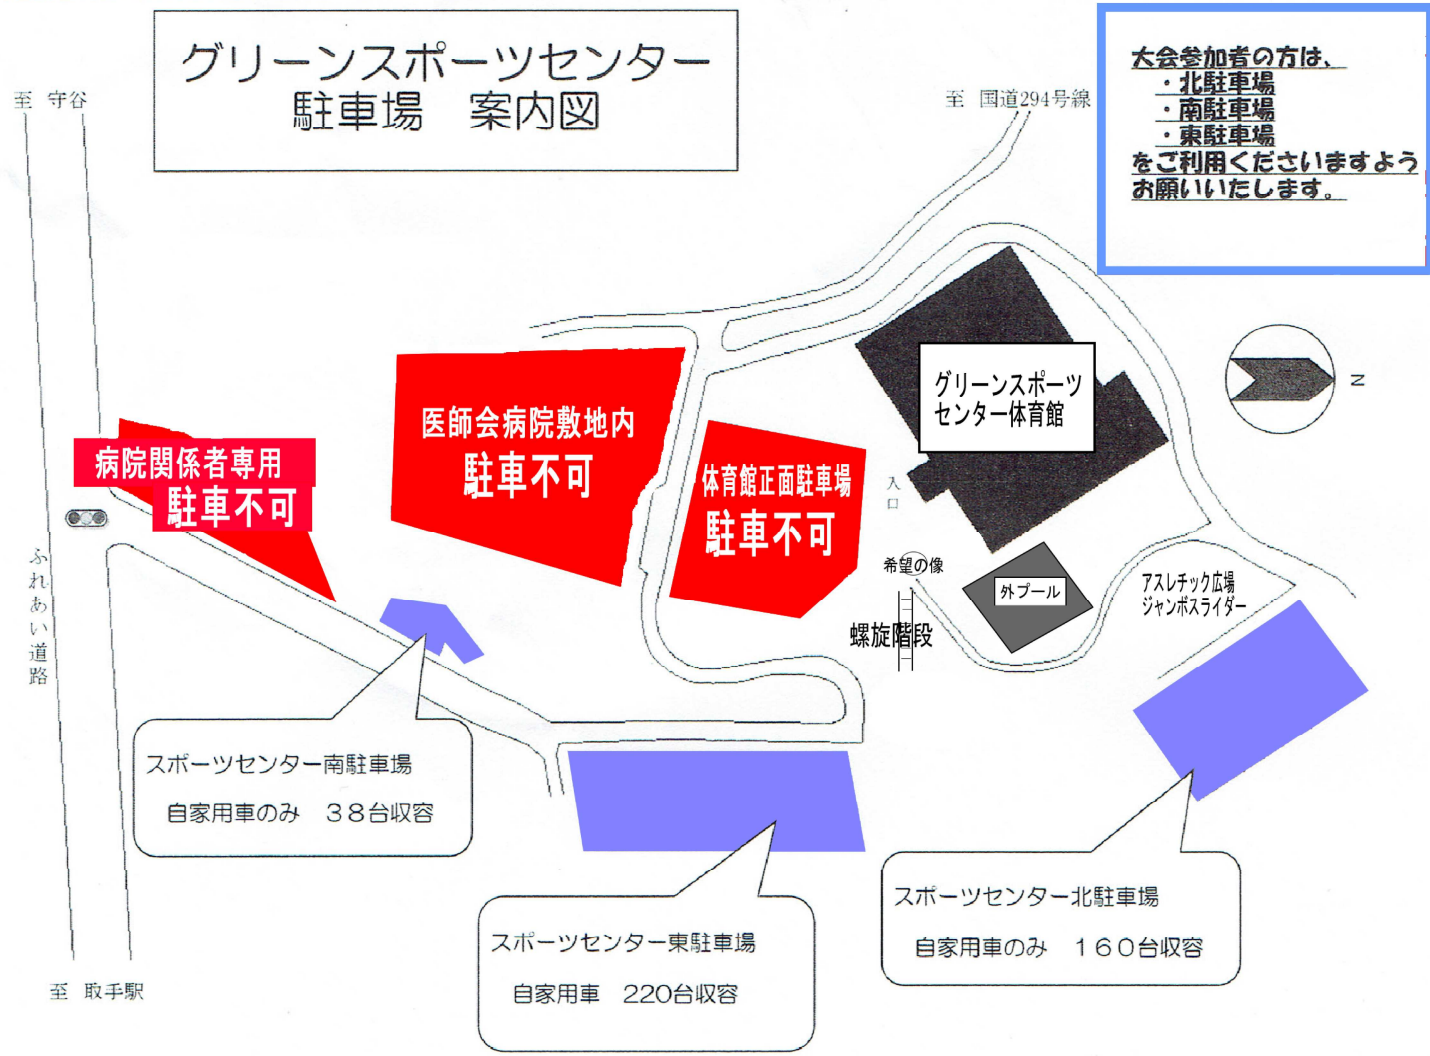 グリーンスポーツセンター
駐車場　案内図
至 守谷
至 国道294号線
大会参加者の方は、
・北駐車場
・南駐車場
・東駐車場
をご利用くださいますよう
お願いいたします。
グリーンスポーツ
センター体育館
N
医師会病院敷地内
駐車不可
病院関係者専用
駐車不可
体育館正面駐車場
駐車不可
入口
ふれあい道路
希望の像
外プール
アスレチック広場
ジャンボスライダー
螺旋階段
スポーツセンター南駐車場
自家用車のみ　38台収容
スポーツセンター北駐車場
自家用車のみ　160台収容
スポーツセンター東駐車場
自家用車　220台収容
至 取手駅